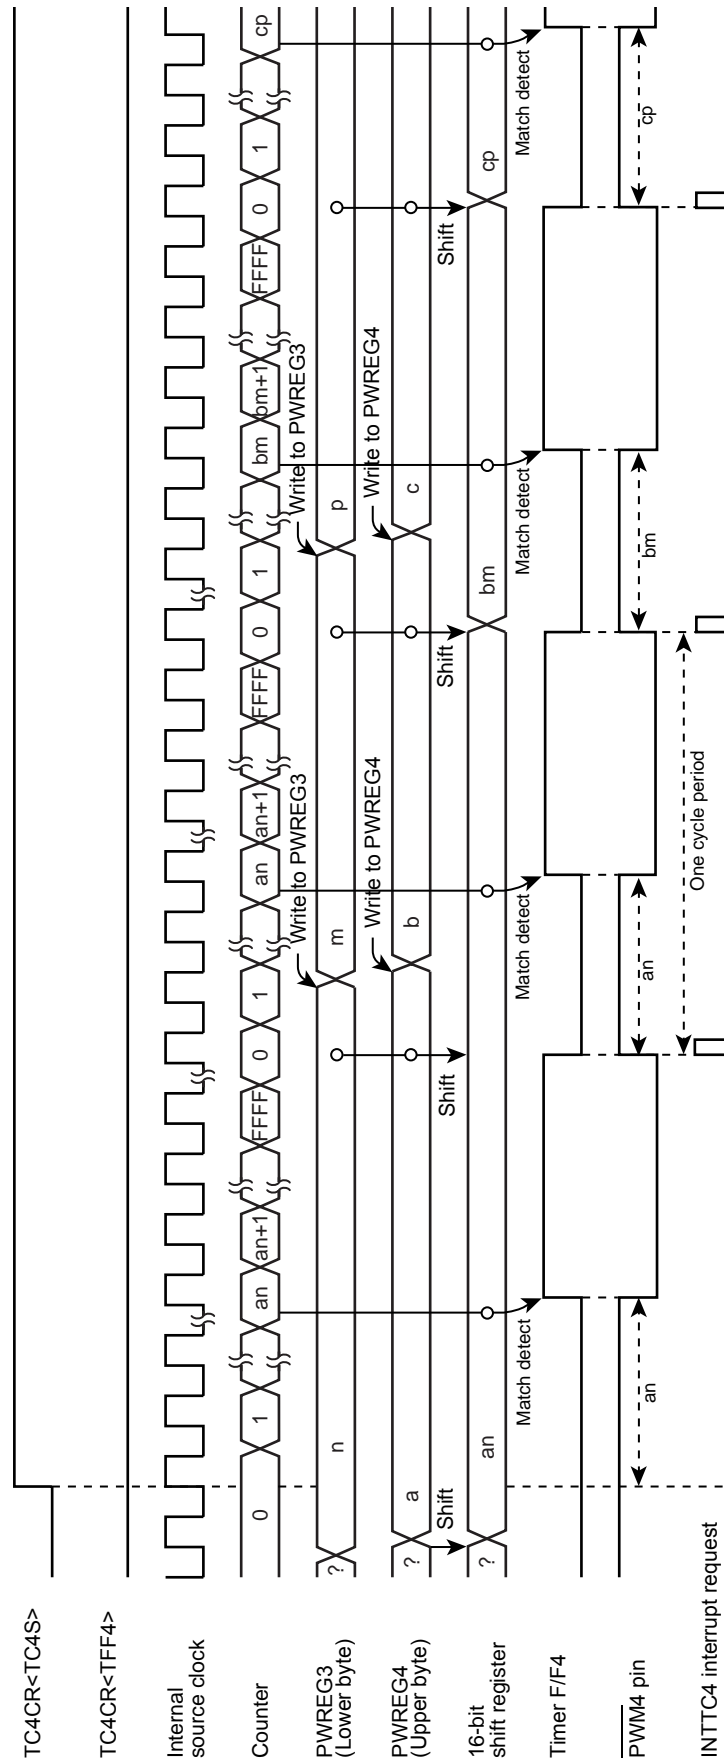 TC4CR<TC4S>
TC4CR<TFF4>
Internal
source clock
Counter
0 1 an an+1 FFFF 0 1 an an+1 FFFF 0 1 bm bm+1 FFFF 0 1 cp
Write to PWREG3
Write to PWREG3
PWREG3
(Lower byte)
? n m p
Write to PWREG4
Write to PWREG4
PWREG4
(Upper byte)
? a b c
Shift Shift Shift Shift
16-bit
shift register
? an bm cp
Match detect Match detect Match detect Match detect
Timer F/F4
PWM4 pin
an an bm cp
One cycle period
INTTC4 interrupt request